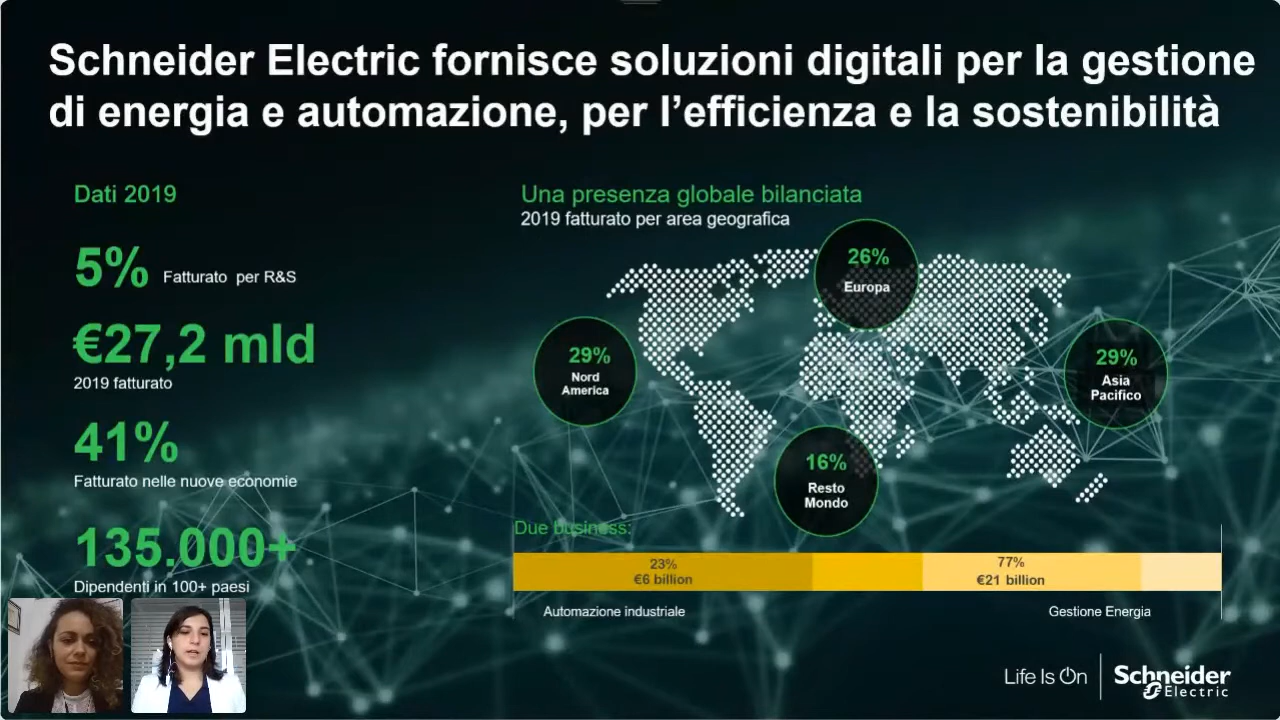 Schneider Electric fornisce soluzioni digitali per la gestione
di energia e automazione, per l’efficienza e la sostenibilità
Dati 2019
5% Fatturato per R&S
€27,2 mld
2019 fatturato
41%
Fatturato nelle nuove economie
135.000+
Dipendenti in 100+ paesi
Una presenza globale bilanciata
2019 fatturato per area geografica
26%
Europa
29%
Nord
America
29%
Asia
Pacifico
16%
Resto
Mondo
Due business:
23%
€6 billion
77%
€21 billion
Automazione industriale
Gestione Energia
Life Is On
Schneider
Electric